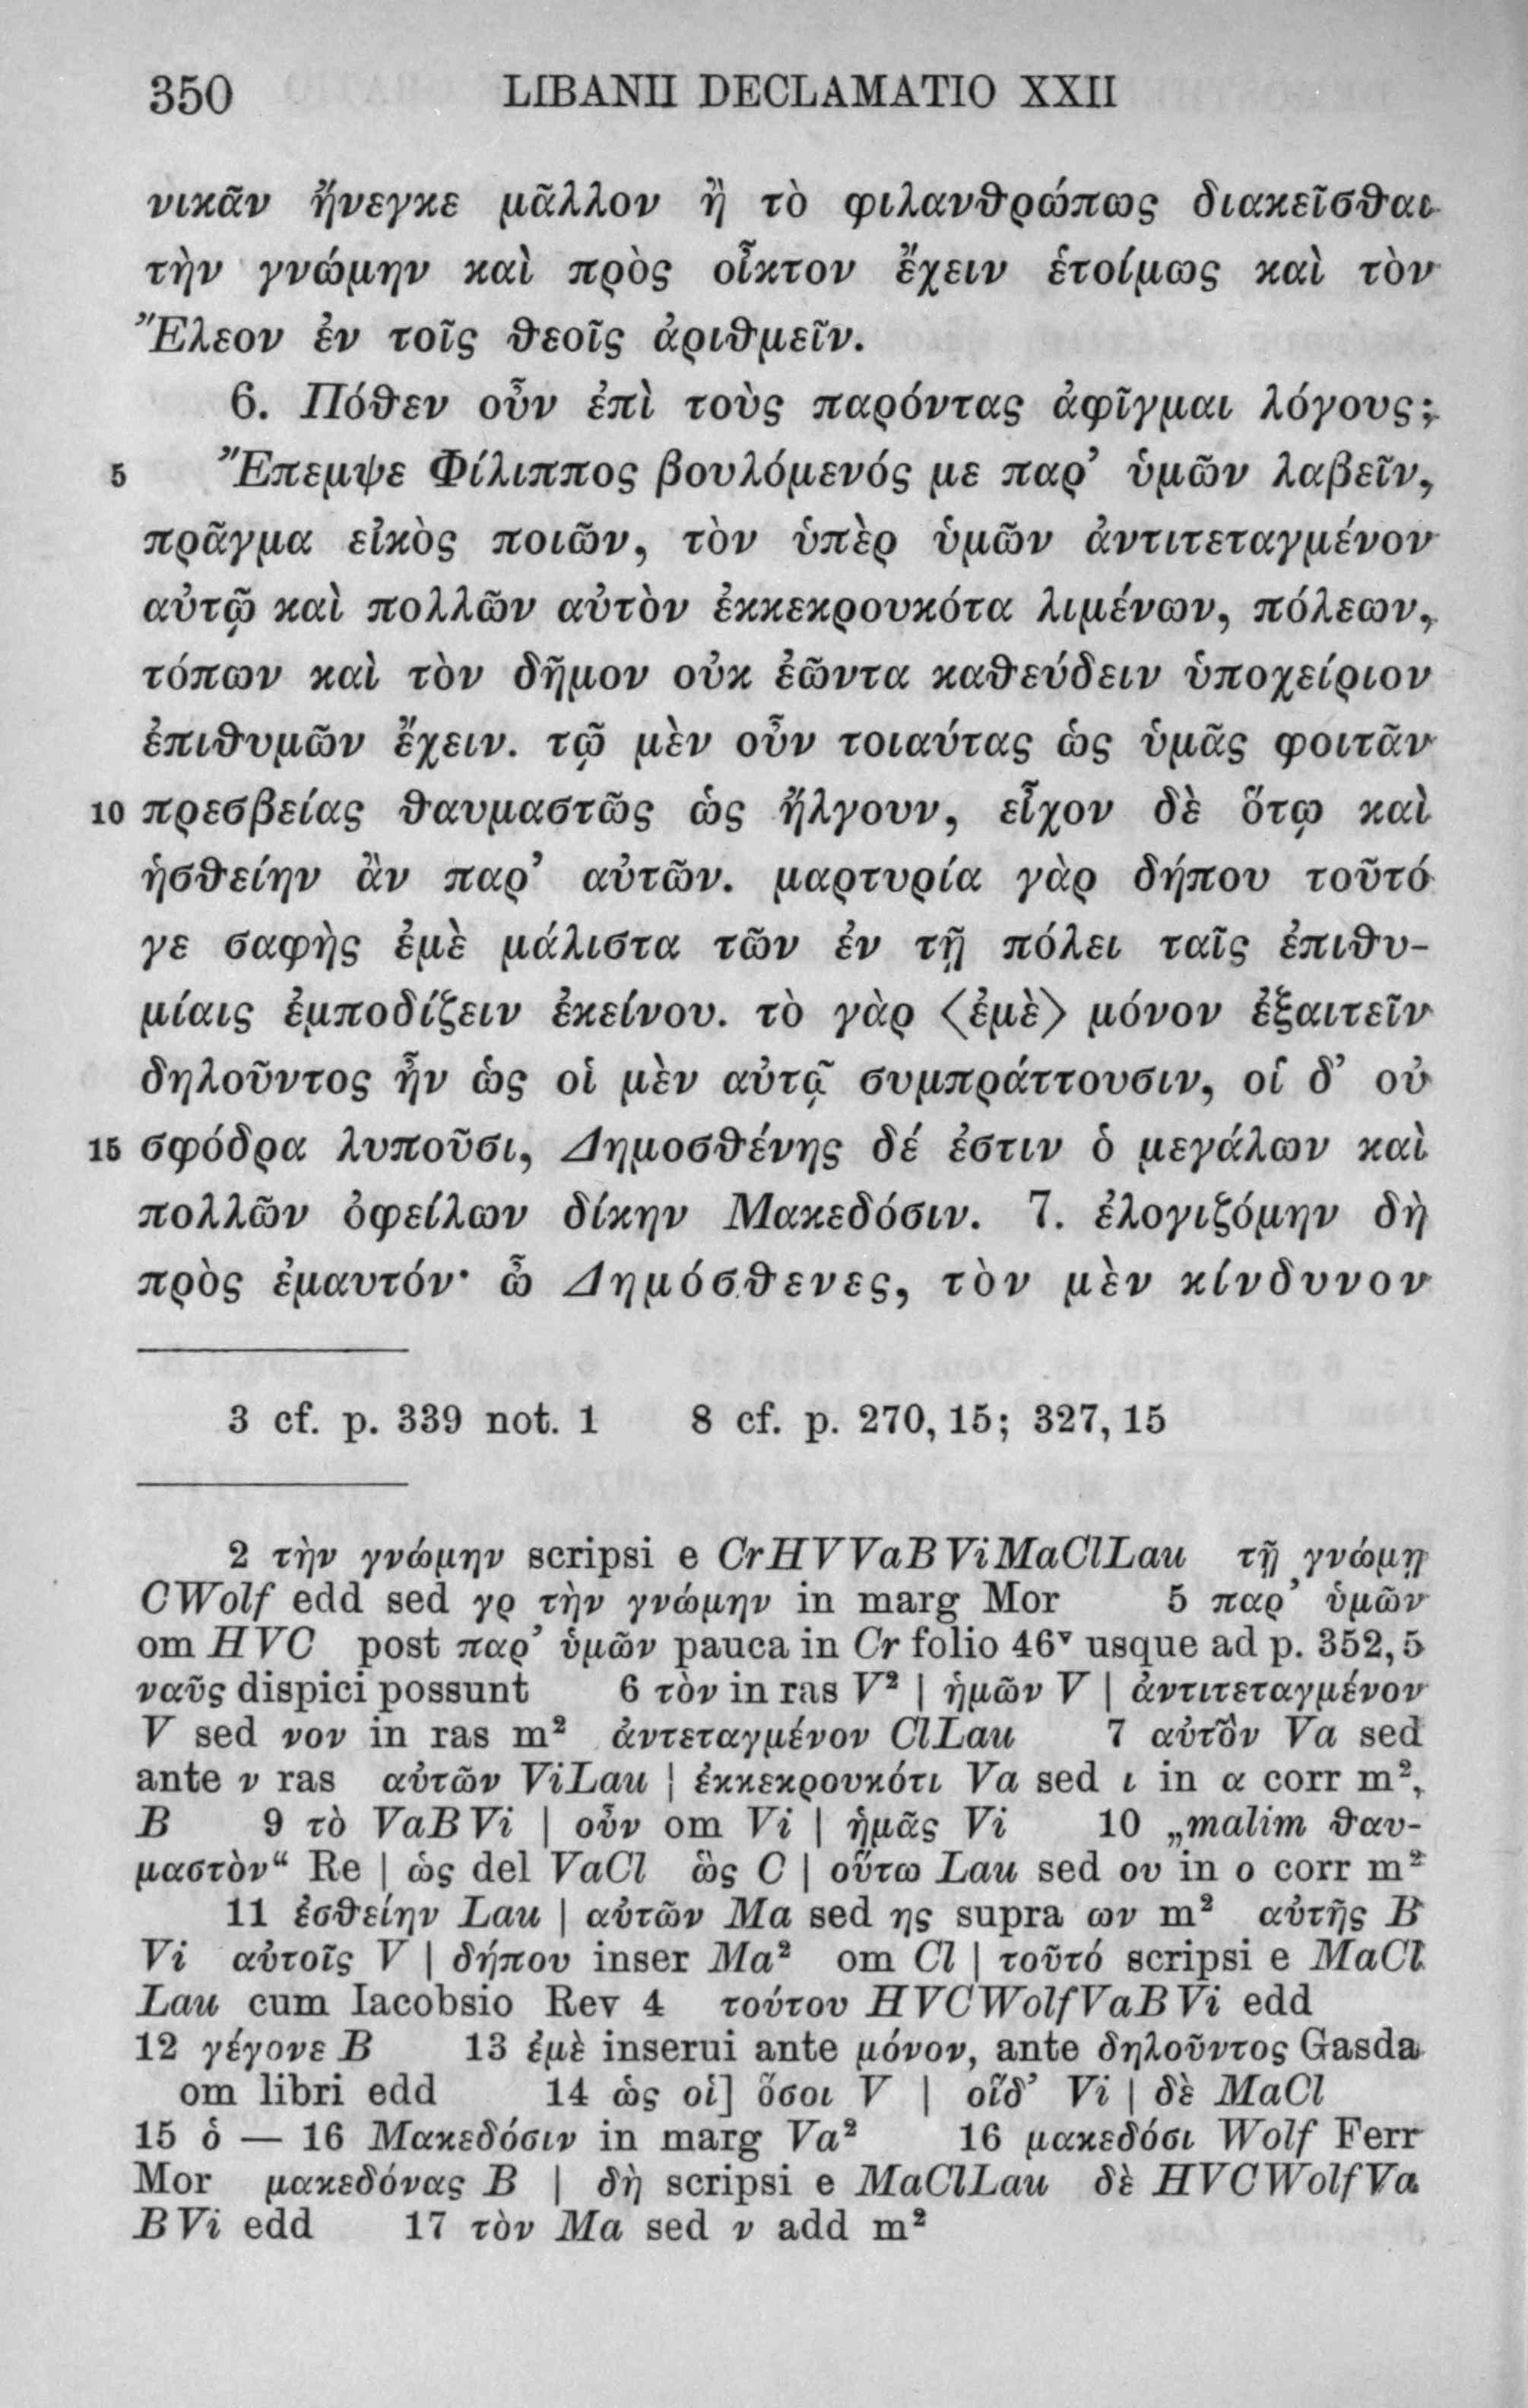 350 LIBANII DECLAMATIO XXII
νικᾶν ἤνεγκε μᾶλλον ἢ τὸ φιλανθρώπως διακεῖσθαι
τὴν γνώμην καὶ πρὸς οἶκτον ἔχειν ἑτοίμως καὶ τὸν
Ἔλεον ἐν τοῖς θεοῖς ἀριθμεῖν.
6. Πόθεν οὖν ἐπὶ τοὺς παρόντας ἀφῖγμαι λόγους;
5 Ἔπεμψε Φίλιππος βουλόμενός με παρ’ ὑμῶν λαβεῖν,
πρᾶγμα εἰκὸς ποιῶν, τὸν ὑπὲρ ὑμῶν ἀντιτεταγμένον
αὐτῷ καὶ πολλῶν αὐτὸν ἐκκεκρουκότα λιμένων, πόλεων,
τόπων καὶ τὸν δῆμον οὐκ ἐῶντα καθεύδειν ὑποχείριον
ἐπιθυμῶν ἔχειν. τῷ μὲν οὖν τοιαύτας ὡς ὑμᾶς φοιτᾶν
10 πρεσβείας θαυμαστῶς ὡς ἤλγουν, εἶχον δὲ ὅτῳ καὶ
ἡσθείην ἂν παρ’ αὐτῶν. μαρτυρία γὰρ δήπου τοῦτό
γε σαφὴς ἐμὲ μάλιστα τῶν ἐν τῇ πόλει ταῖς ἐπιθυ-
μίαις ἐμποδίζειν ἐκείνου. τὸ γὰρ ⟨ἐμὲ⟩ μόνον ἐξαιτεῖν
δηλοῦντος ἦν ὡς οἱ μὲν αὐτῷ συμπράττουσιν, οἱ δ’ οὐ
15 σφόδρα λυποῦσι, Δημοσθένης δέ ἐστιν ὁ μεγάλων καὶ
πολλῶν ὀφείλων δίκην Μακεδόσιν. 7. ἐλογιζόμην δὴ
πρὸς ἐμαυτόν· ὦ Δημόσθενες, τὸν μὲν κίνδυνον
3 cf. p. 339 not. 1 8 cf. p. 270, 15; 327, 15
2 τὴν γνώμην scripsi e CrHVVaBViMaClLau τῇ γνώμῃ
CWolf edd sed γρ τὴν γνώμην in marg Mor 5 παρ’ ὑμῶν
om HVC post παρ’ ὑμῶν pauca in Cr folio 46ᵛ usque ad p. 352, 5
ναῦς dispici possunt 6 τὸν in ras V² | ἡμῶν V | ἀντιτεταγμένον
V sed νον in ras m² ἀντεταγμένον ClLau 7 αὐτὸν Va sed
ante ν ras αὐτῶν ViLau | ἐκκεκρουκότι Va sed ι in α corr m²,
B 9 τὸ VaBVi | οὖν om Vi | ἡμᾶς Vi 10 „malim θαυ-
μαστὸν“ Re | ὡς del VaCl ὣς C | οὕτω Lau sed ου in ο corr m²
11 ἐσθείην Lau | αὐτῶν Ma sed ης supra ων m² αὐτῆς B
Vi αὐτοῖς V | δήπου inser Ma² om Cl | τοῦτό scripsi e MaCl
Lau cum Iacobsio Rev 4 τούτου HVCWolfVaBVi edd
12 γέγονε B 13 ἐμὲ inserui ante μόνον, ante δηλοῦντος Gasda
om libri edd 14 ὡς οἱ] ὅσοι V | οἵδ’ Vi | δὲ MaCl
15 ὁ — 16 Μακεδόσιν in marg Va² 16 μακεδόσι Wolf Ferr
Mor μακεδόνας B | δὴ scripsi e MaClLau δὲ HVCWolfVa
BVi edd 17 τὸν Ma sed ν add m²